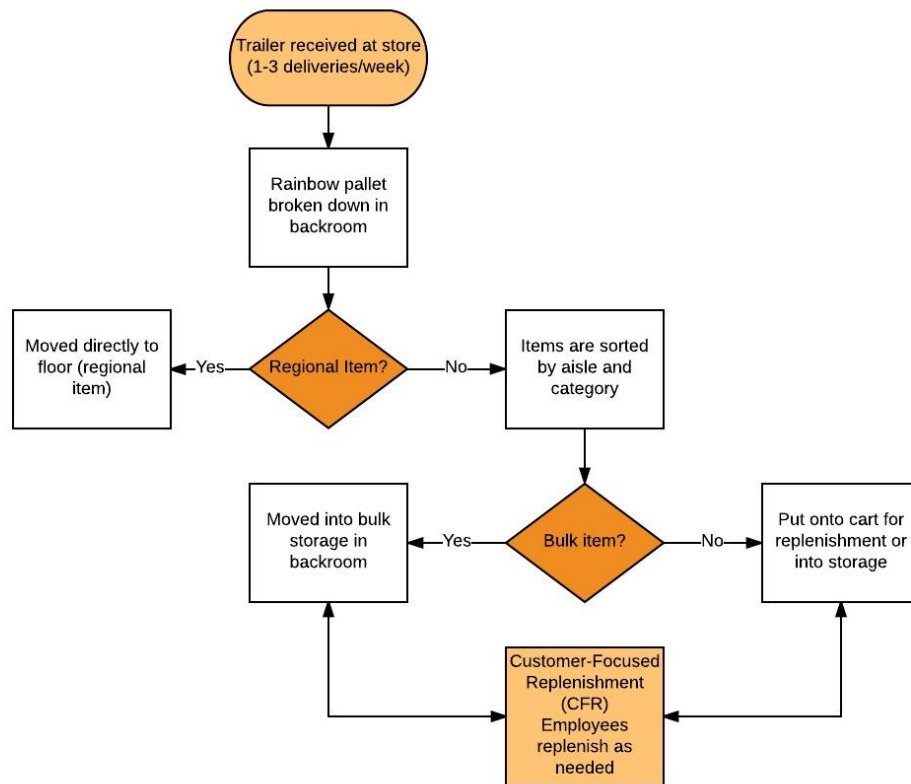 Trailer received at store
(1-3 deliveries/week)
Rainbow pallet
broken down in
backroom
Moved directly to
floor (regional
item)
Yes
Regional Item?
No
Items are sorted
by aisle and
category
Moved into bulk
storage in
backroom
Yes
Bulk item?
No
Put onto cart for
replenishment or
into storage
Customer-Focused
Replenishment
(CFR)
Employees
replenish as
needed